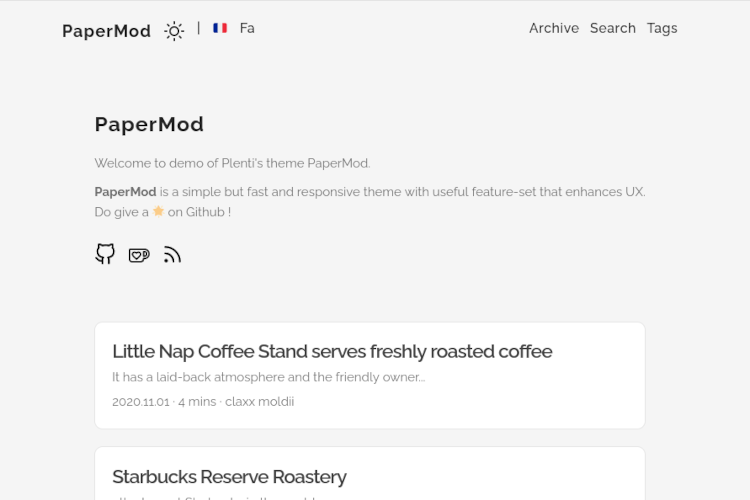 PaperMod | Fa Archive Search Tags
PaperMod
Welcome to demo of Plenti's theme PaperMod.
PaperMod is a simple but fast and responsive theme with useful feature-set that enhances UX.
Do give a ⭐ on Github !
Little Nap Coffee Stand serves freshly roasted coffee
It has a laid-back atmosphere and the friendly owner...
2020.11.01 · 4 mins · claxx moldii
Starbucks Reserve Roastery